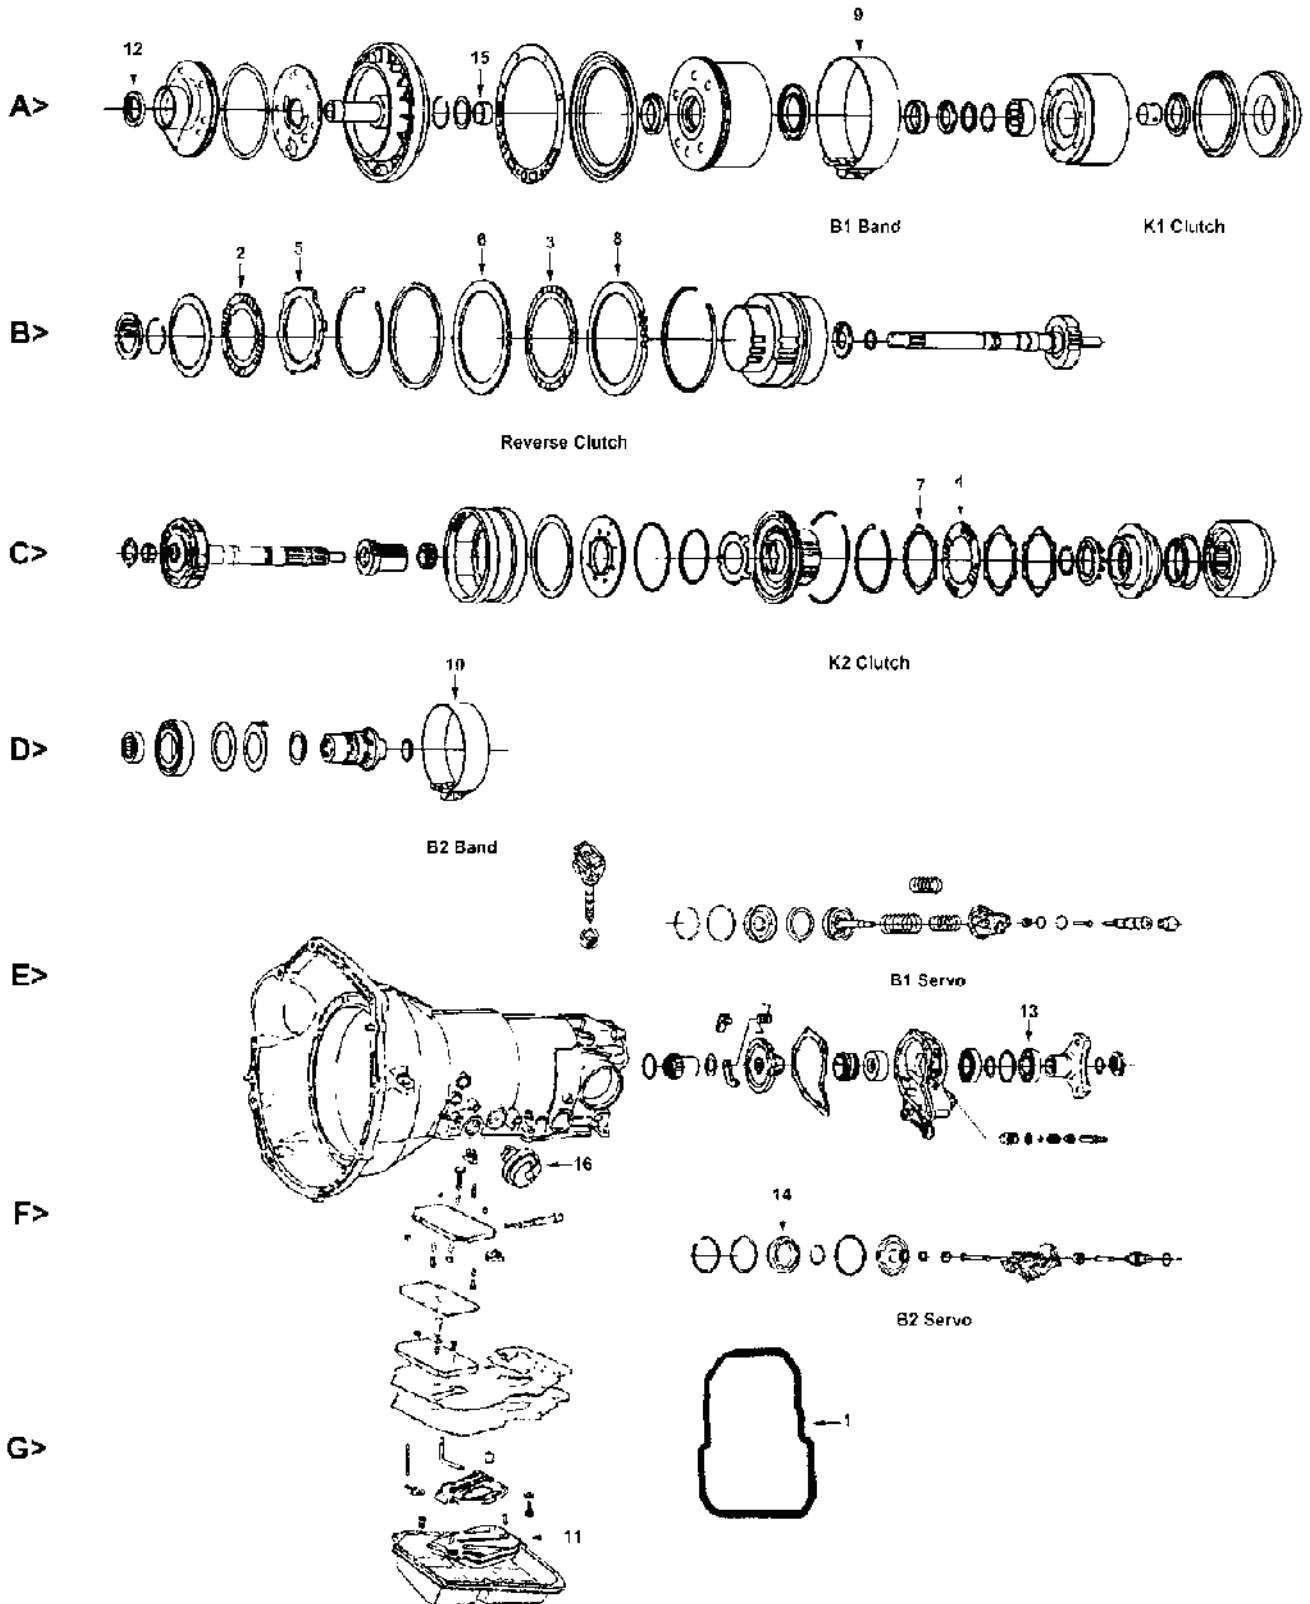 9
12
15
A>
B1 Band
K1 Clutch
2
5
6
3
8
B>
Reverse Clutch
7
4
C>
K2 Clutch
10
D>
B2 Band
E>
B1 Servo
13
16
F>
14
B2 Servo
1
G>
11